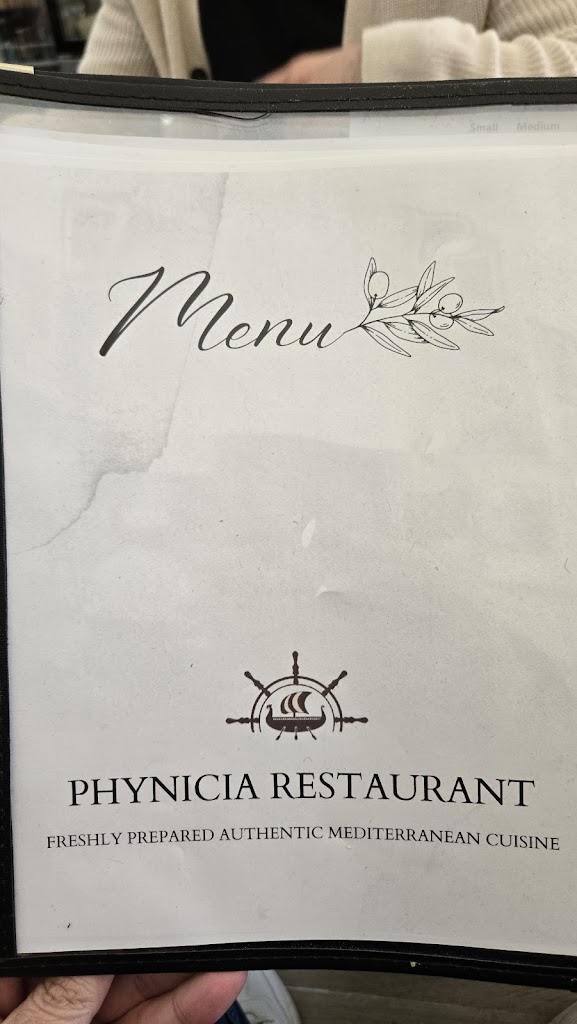 Small Medium
Menu
PHYNICIA RESTAURANT
FRESHLY PREPARED AUTHENTIC MEDITERRANEAN CUISINE